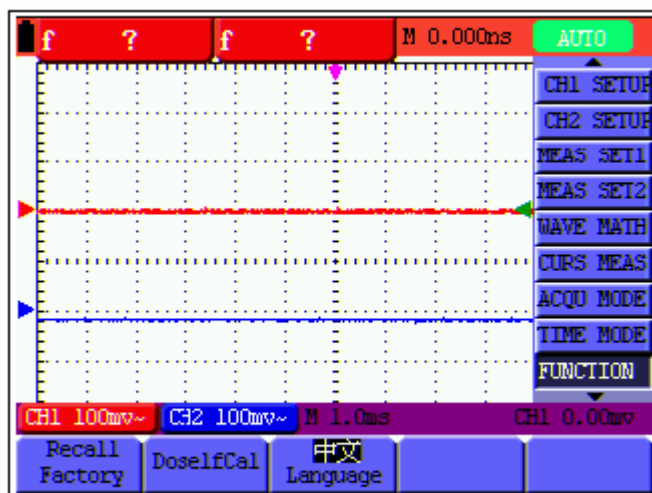 f ? f ? M 0.000ns AUTO
CH1 SETUP
CH2 SETUP
MEAS SET1
MEAS SET2
WAVE MATH
CURS MEAS
ACQU MODE
TIME MODE
FUNCTION
CH1 100mv~ CH2 100mv~ M 1.0ms CH1 0.00mv
Recall Factory
DoselfCal
中文 Language